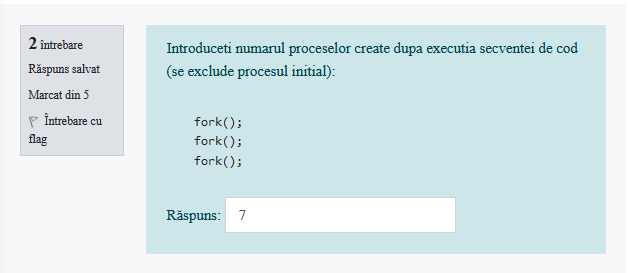 2 întrebare
Răspuns salvat
Marcat din 5
Întrebare cu
flag
Introduceti numarul proceselor create dupa executia secventei de cod
(se exclude procesul initial):
fork();
fork();
fork();
Răspuns: 7